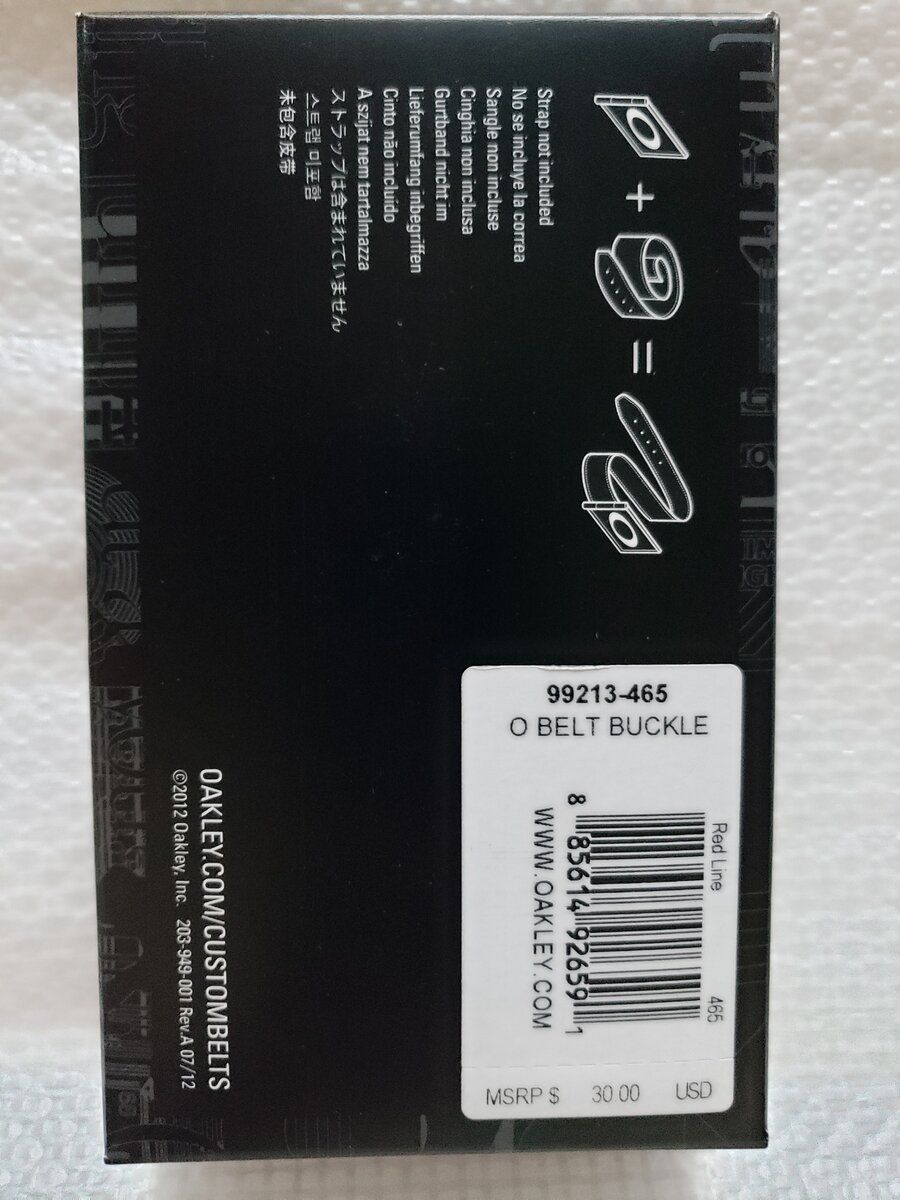 Strap not included
No se incluye la correa
Sangle non incluse
Cinghia non inclusa
Gurtband nicht im
Lieferumfang inbegriffen
Cinto não incluído
A szíjat nem tartalmazza
ストラップは含まれていません
스트랩 미포함
未包含皮带
99213-465
O BELT BUCKLE
Red Line 465
8 85614 92659 1
WWW.OAKLEY.COM
MSRP $ 30.00 USD
OAKLEY.COM/CUSTOMBELTS
©2012 Oakley, Inc. 203-949-001 Rev.A 07/12